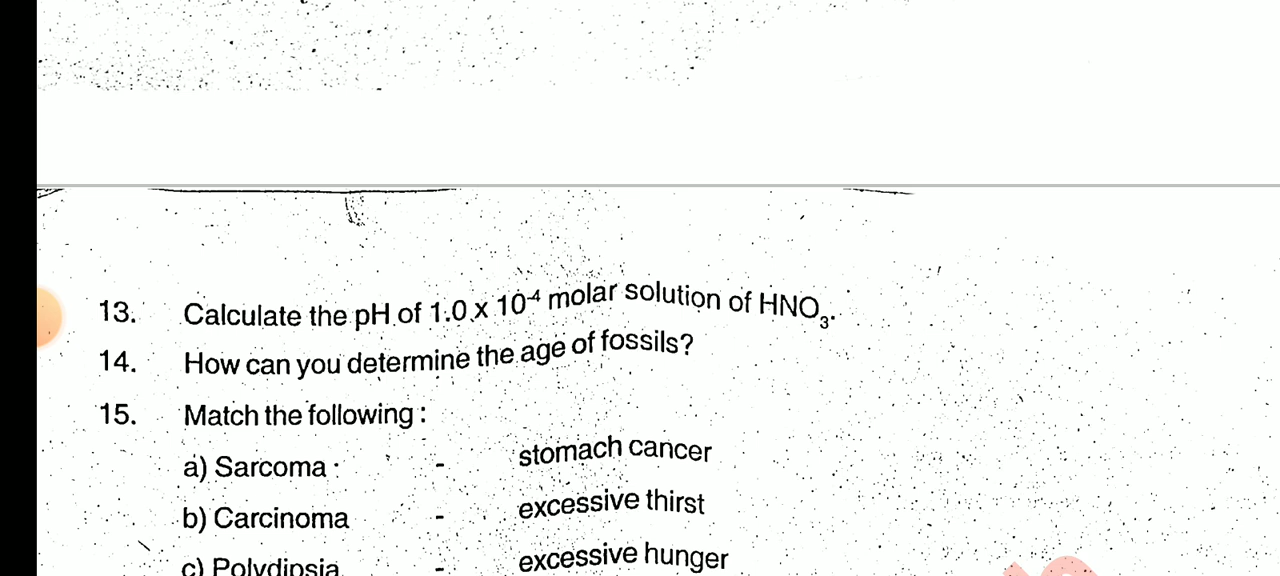 13. Calculate the pH of 1.0 x 10⁻⁴ molar solution of HNO₃.
14. How can you determine the age of fossils?
15. Match the following :
a) Sarcoma - stomach cancer
b) Carcinoma - excessive thirst
c) Polydipsia - excessive hunger